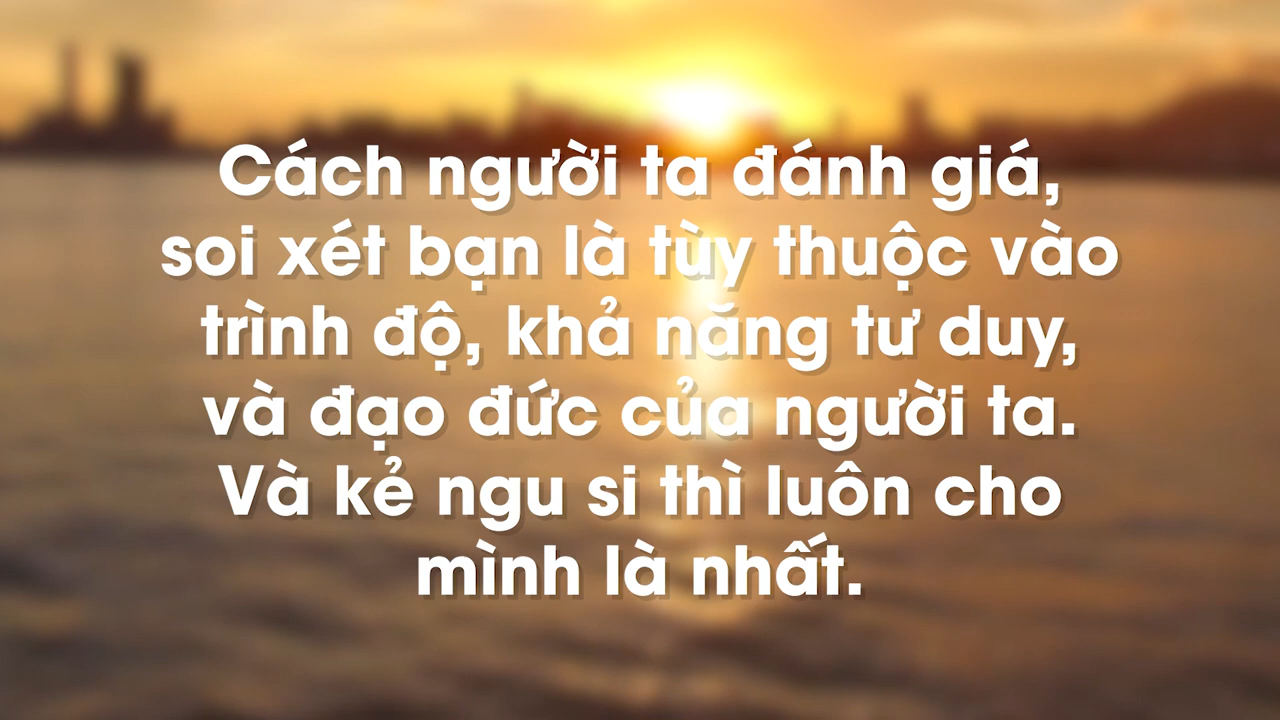 Cách người ta đánh giá,
soi xét bạn là tùy thuộc vào
trình độ, khả năng tư duy,
và đạo đức của người ta.
Và kẻ ngu si thì luôn cho
mình là nhất.